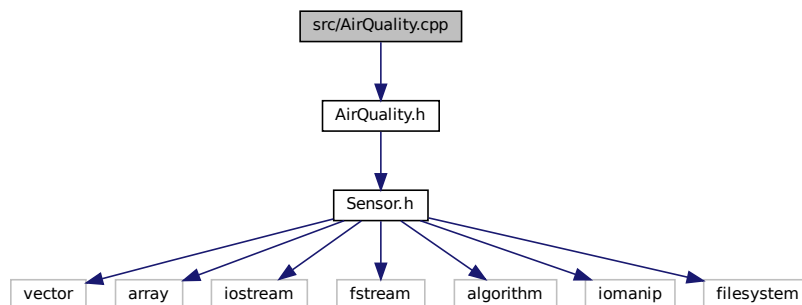 src/AirQuality.cpp
AirQuality.h
Sensor.h
vector
array
iostream
fstream
algorithm
iomanip
filesystem